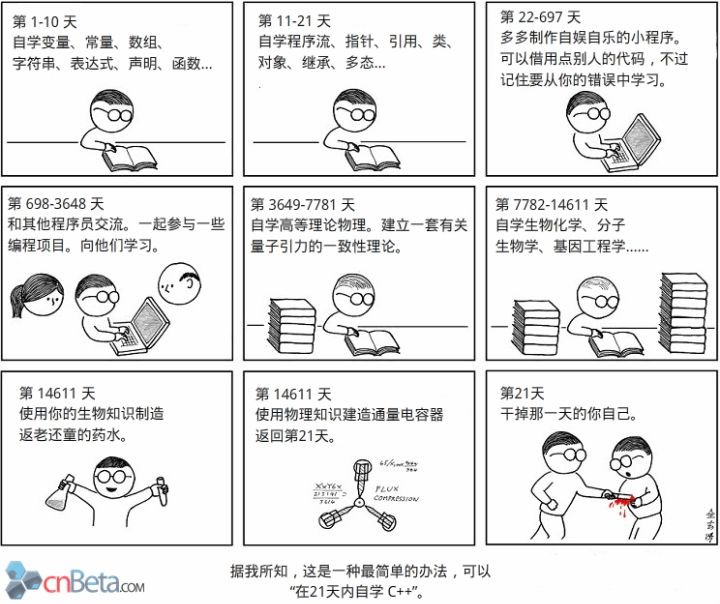 第 1-10 天
自学变量、常量、数组、
字符串、表达式、声明、函数...
第 11-21 天
自学程序流、指针、引用、类、
对象、继承、多态...
第 22-697 天
多多制作自娱自乐的小程序。
可以借用点别人的代码，不过
记住要从你的错误中学习。
第 698-3648 天
和其他程序员交流。一起参与一些
编程项目。向他们学习。
第 3649-7781 天
自学高等理论物理。建立一套有关
量子引力的一致性理论。
第 7782-14611 天
自学生物化学、分子
生物学、基因工程学......
第 14611 天
使用你的生物知识制造
返老还童的药水。
第 14611 天
使用物理知识建造通量电容器
返回第21天。
FLUX
COMPRESSION
第21天
干掉那一天的你自己。
据我所知，这是一种最简单的办法，可以
“在21天内自学 C++”。
cnBeta.COM